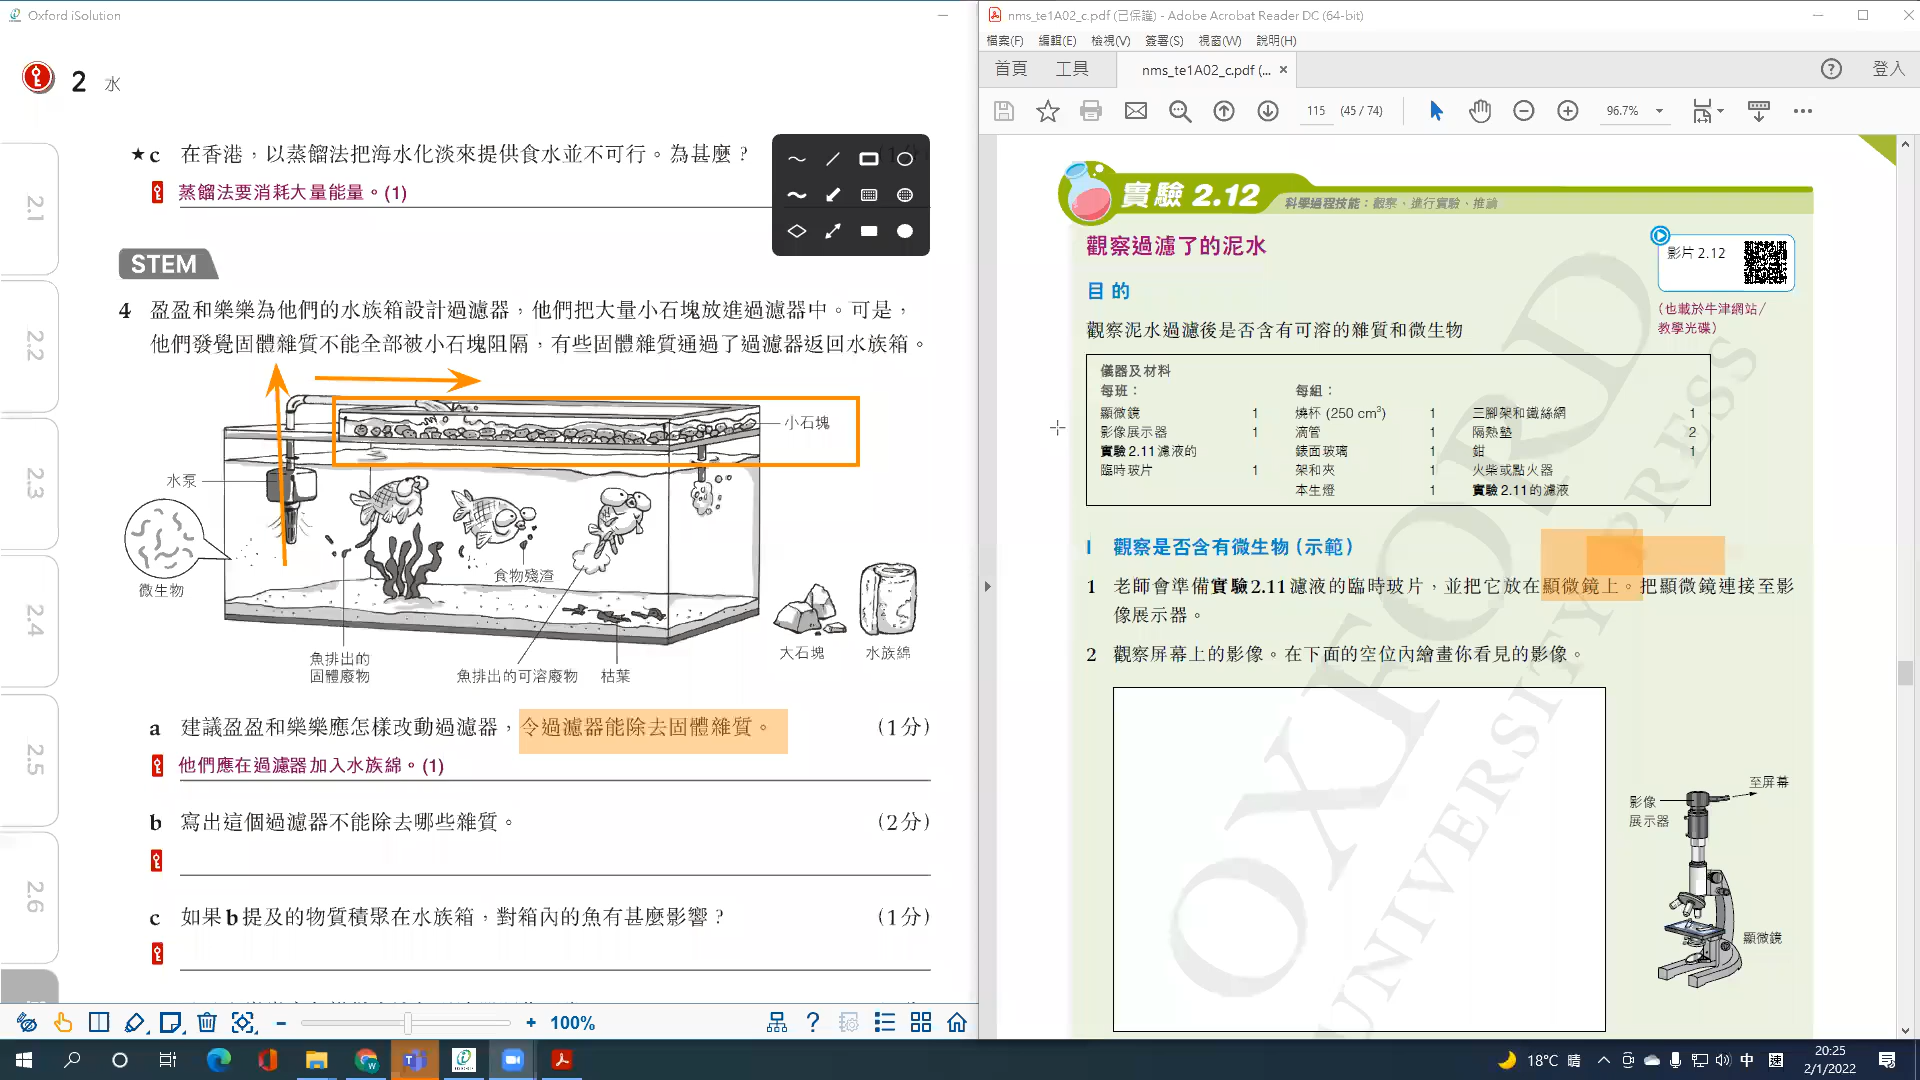 Oxford iSolution
2 水
★ c 在香港，以蒸餾法把海水化淡來提供食水並不可行。為甚麼？
蒸餾法要消耗大量能量。(1)
STEM
4 盈盈和樂樂為他們的水族箱設計過濾器，他們把大量小石塊放進過濾器中。可是，
他們發覺固體雜質不能全部被小石塊阻隔，有些固體雜質通過了過濾器返回水族箱。
小石塊
水泵
微生物
食物殘渣
魚排出的
固體廢物
魚排出的可溶廢物
枯葉
大石塊
水族綿
a 建議盈盈和樂樂應怎樣改動過濾器，令過濾器能除去固體雜質。 (1分)
他們應在過濾器加入水族綿。(1)
b 寫出這個過濾器不能除去哪些雜質。 (2分)
c 如果b提及的物質積聚在水族箱，對箱內的魚有甚麼影響？ (1分)
2.1
2.2
2.3
2.4
2.5
2.6
100%
nms_te1A02_c.pdf (已保護) - Adobe Acrobat Reader DC (64-bit)
檔案(F) 編輯(E) 檢視(V) 簽署(S) 視窗(W) 說明(H)
首頁 工具 nms_te1A02_c.pdf (... × 登入
115 (45 / 74) 96.7%
實驗 2.12 科學過程技能：觀察、進行實驗、推論
觀察過濾了的泥水
影片 2.12
（也載於牛津網站/
教學光碟）
目的
觀察泥水過濾後是否含有可溶的雜質和微生物
儀器及材料
每班： 每組：
顯微鏡 1 燒杯 (250 cm³) 1 三腳架和鐵絲網 1
影像展示器 1 滴管 1 隔熱墊 2
實驗2.11濾液的 錶面玻璃 1 鉗 1
臨時玻片 1 架和夾 1 火柴或點火器
本生燈 1 實驗2.11的濾液
I 觀察是否含有微生物（示範）
1 老師會準備實驗2.11濾液的臨時玻片，並把它放在顯微鏡上。把顯微鏡連接至影
像展示器。
2 觀察屏幕上的影像。在下面的空位內繪畫你看見的影像。
至屏幕
影像
展示器
顯微鏡
OXFORD
UNIVERSITY PRESS
18°C 晴 中 速 20:25
2/1/2022